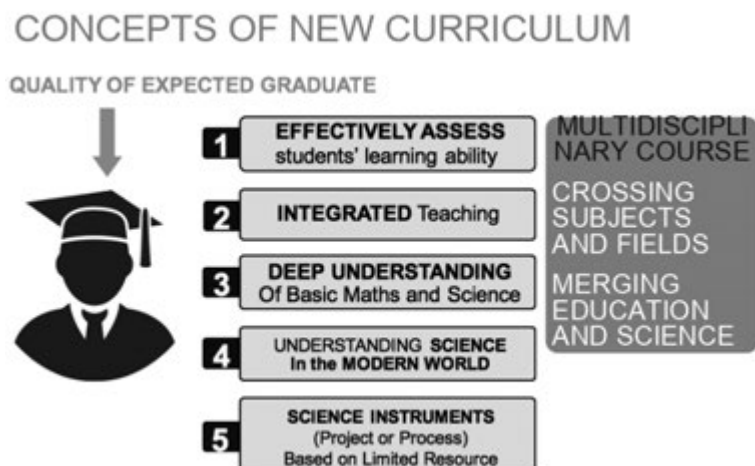 CONCEPTS OF NEW CURRICULUM
QUALITY OF EXPECTED GRADUATE
1
EFFECTIVELY ASSESS
students' learning ability
2
INTEGRATED Teaching
3
DEEP UNDERSTANDING
Of Basic Maths and Science
4
UNDERSTANDING SCIENCE
In the MODERN WORLD
5
SCIENCE INSTRUMENTS
(Project or Process)
Based on Limited Resource
MULTIDISCIPLI
NARY COURSE
CROSSING
SUBJECTS
AND FIELDS
MERGING
EDUCATION
AND SCIENCE